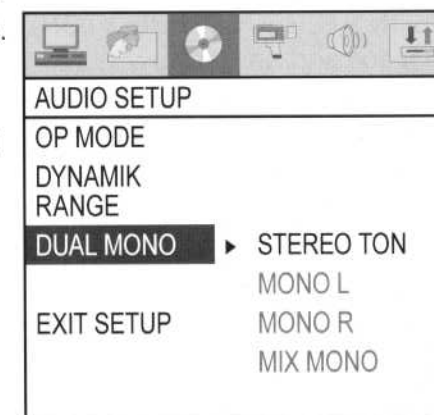 AUDIO SETUP
OP MODE
DYNAMIK
RANGE
DUAL MONO ▶ STEREO TON
MONO L
EXIT SETUP MONO R
MIX MONO